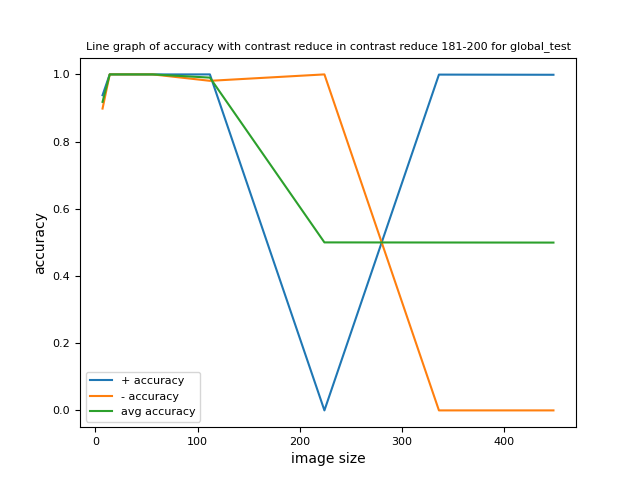 Line graph of accuracy with contrast reduce in contrast reduce 181-200 for global_test
1.0
0.8
0.6
0.4
0.2
0.0
accuracy
+ accuracy
- accuracy
avg accuracy
0 100 200 300 400
image size